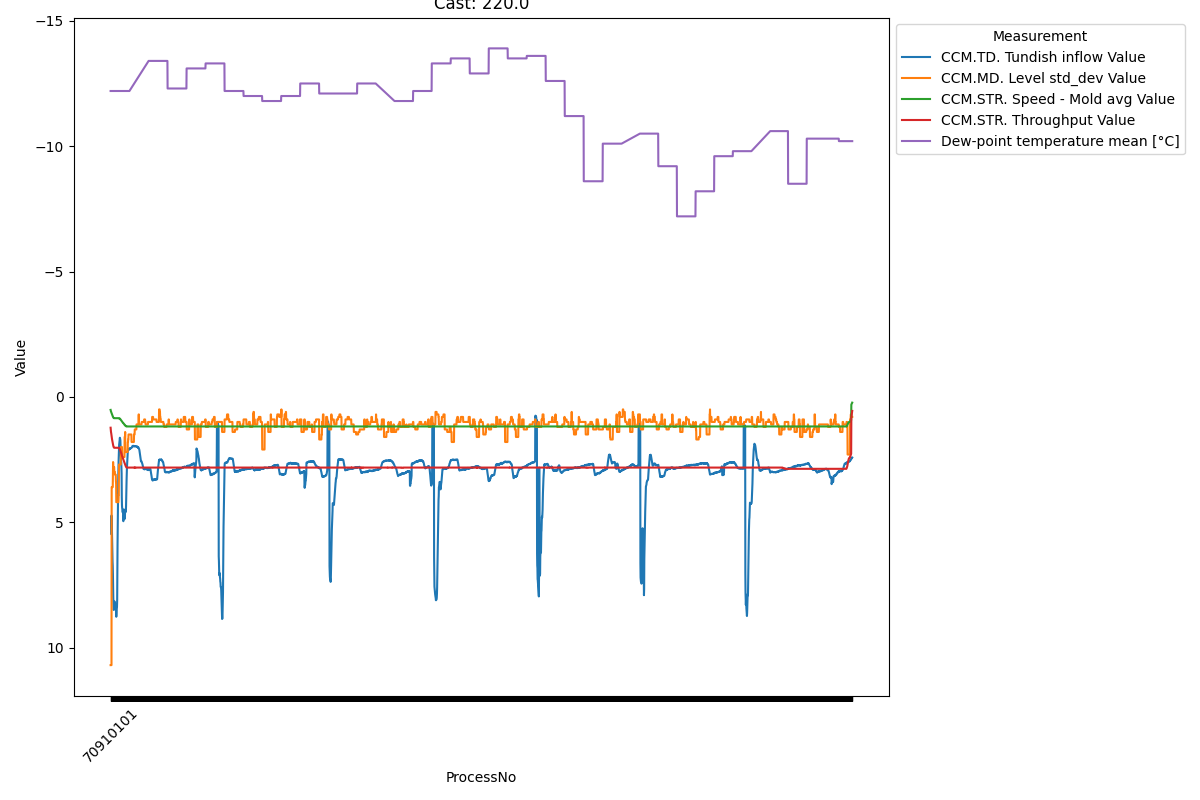 Cast: 220.0
Measurement
CCM.TD. Tundish inflow Value
CCM.MD. Level std_dev Value
CCM.STR. Speed - Mold avg Value
CCM.STR. Throughput Value
Dew-point temperature mean [°C]
Value
−15
−10
−5
0
5
10
70910101
ProcessNo